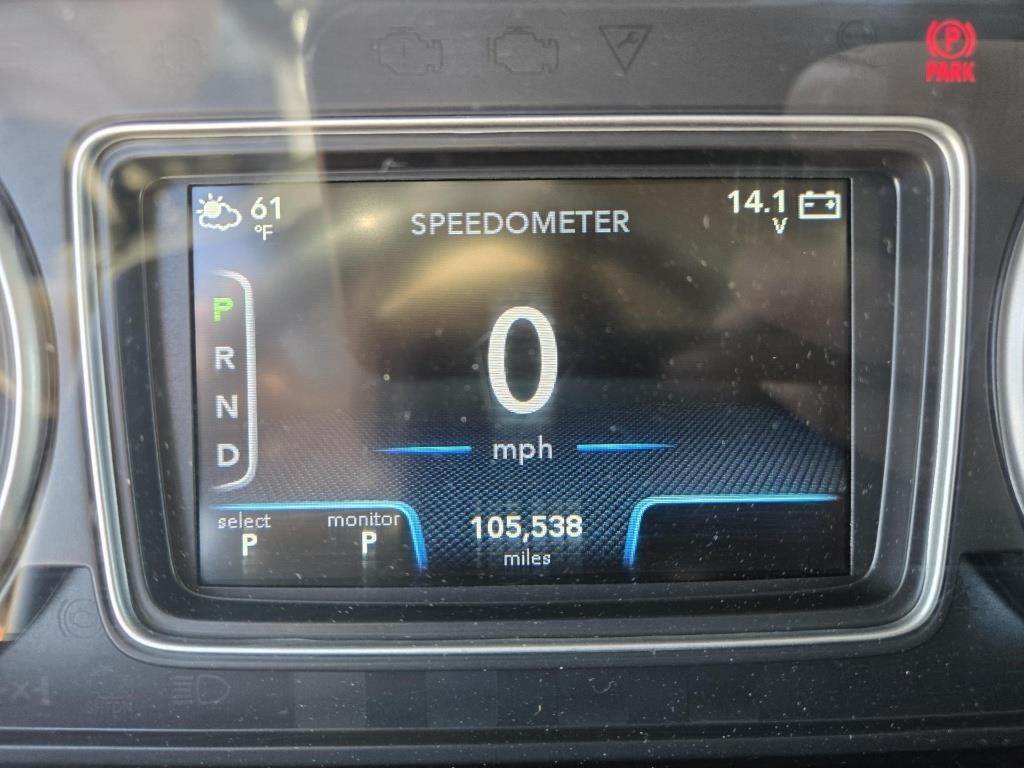 (P)
PARK
61
°F
SPEEDOMETER
14.1
V
P
R
N
D
0
mph
select
monitor
P
P
105,538
miles